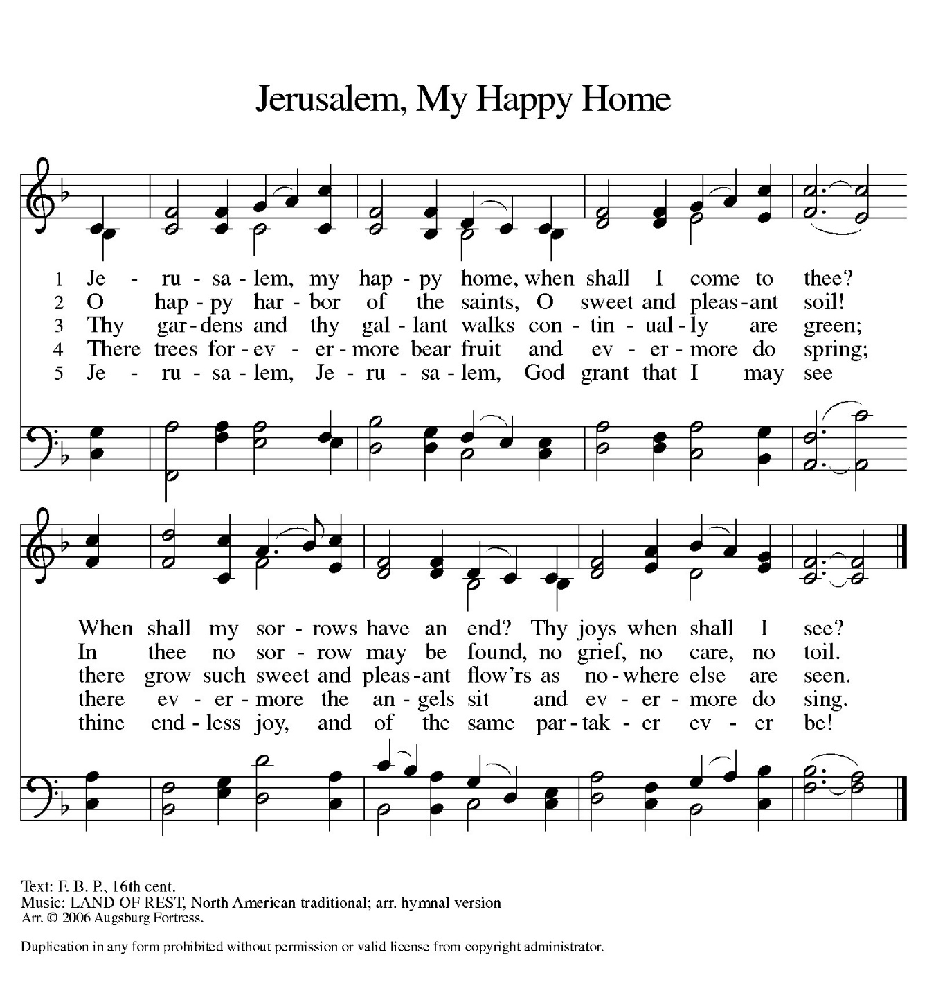 Jerusalem, My Happy Home
1 Je - ru - sa - lem, my hap - py home, when shall I come to thee?
2 O hap - py har - bor of the saints, O sweet and pleas - ant soil!
3 Thy gar - dens and thy gal - lant walks con - tin - ual - ly are green;
4 There trees for - ev - er - more bear fruit and ev - er - more do spring;
5 Je - ru - sa - lem, Je - ru - sa - lem, God grant that I may see
When shall my sor - rows have an end? Thy joys when shall I see?
In thee no sor - row may be found, no grief, no care, no toil.
there grow such sweet and pleas - ant flow'rs as no - where else are seen.
there ev - er - more the an - gels sit and ev - er - more do sing.
thine end - less joy, and of the same par - tak - er ev - er be!
Text: F. B. P., 16th cent.
Music: LAND OF REST, North American traditional; arr. hymnal version
Arr. © 2006 Augsburg Fortress.
Duplication in any form prohibited without permission or valid license from copyright administrator.